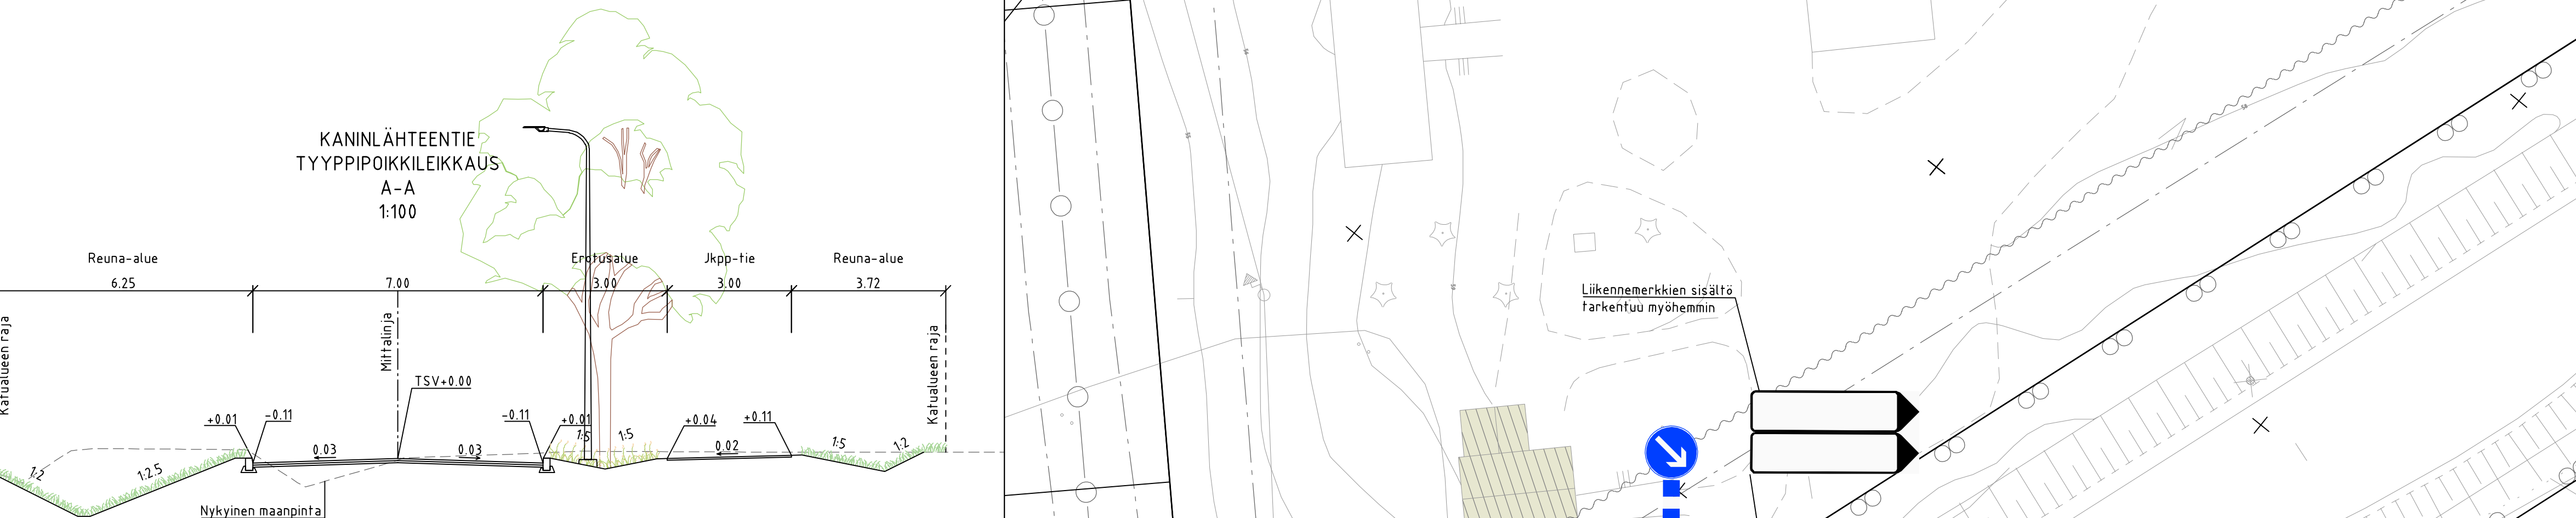 KANINLÄHTEENTIE
TYYPPIPOIKKILEIKKAUS
A-A
1:100
Reuna-alue
Erotusalue
Jkpp-tie
Reuna-alue
6.25
7.00
3.00
3.00
3.72
Katualueen raja
Mittalinja
Katualueen raja
TSV+0.00
+0.01
-0.11
-0.11
+0.01
+0.04
+0.11
1:2
1:2.5
0.03
0.03
1:5
1:5
0.02
1:5
1:2
Nykyinen maanpinta
Liikennemerkkien sisältö
tarkentuu myöhemmin